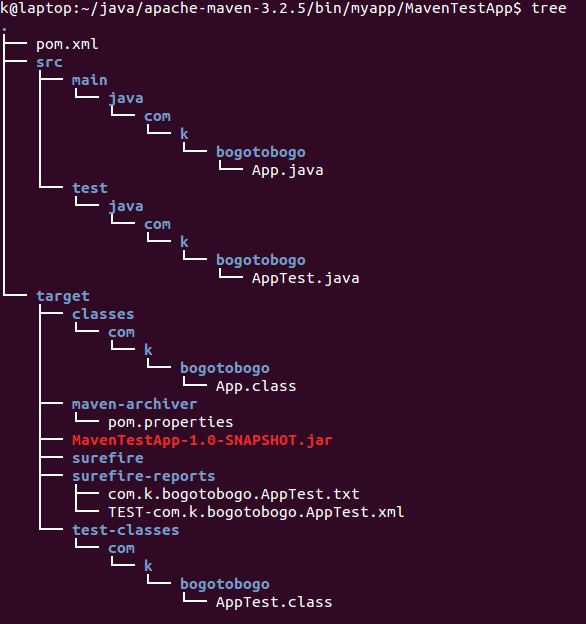 k@laptop:~/java/apache-maven-3.2.5/bin/myapp/MavenTestApp$ tree
.
├── pom.xml
├── src
│   ├── main
│   │   └── java
│   │       └── com
│   │           └── k
│   │               └── bogotobogo
│   │                   └── App.java
│   └── test
│       └── java
│           └── com
│               └── k
│                   └── bogotobogo
│                       └── AppTest.java
└── target
    ├── classes
    │   └── com
    │       └── k
    │           └── bogotobogo
    │               └── App.class
    ├── maven-archiver
    │   └── pom.properties
    ├── MavenTestApp-1.0-SNAPSHOT.jar
    ├── surefire
    ├── surefire-reports
    │   ├── com.k.bogotobogo.AppTest.txt
    │   └── TEST-com.k.bogotobogo.AppTest.xml
    └── test-classes
        └── com
            └── k
                └── bogotobogo
                    └── AppTest.class